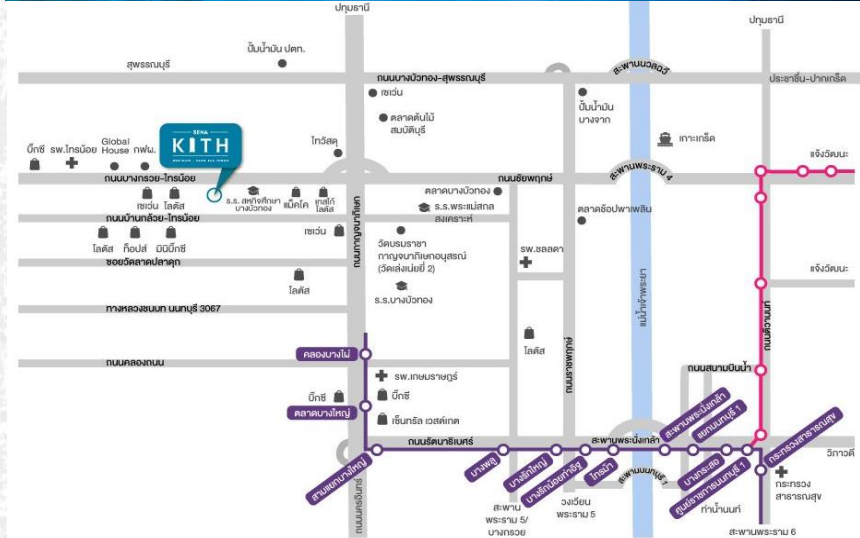 ปทุมธานี
ปทุมธานี
สุพรรณบุรี
ปั้มน้ำมัน ปตท.
ถนนบางบัวทอง-สุพรรณบุรี
สะพานนวลฉวี
ประชาชื่น-ปากเกร็ด
เซเว่น
ตลาดต้นไม้
สมบัติบุรี
ปั้มน้ำมัน
บางจาก
เกาะเกร็ด
SENA
KITH
บิ๊กซี
รพ.ไทรน้อย
Global
House
กฟผ.
ไทวัสดุ
แจ้งวัฒนะ
ถนนบางกรวย-ไทรน้อย
ถนนชัยพฤกษ์
สะพานพระราม 4
เซเว่น
โลตัส
ร.ร. สหกิจศึกษา
บางบัวทอง
แม็คโค
เทสโก้
โลตัส
ตลาดบางบัวทอง
ร.ร.พระแม่สกล
สงเคราะห์
ถนนบ้านกล้วย-ไทรน้อย
ตลาดช้อปพาเพลิน
โลตัส
ท็อปส์
มินิบิ๊กซี
เซเว่น
ถนนกาญจนาภิเษก
วัดบรมราชา
กาญจนาภิเษกอนุสรณ์
(วัดเล่งเน่ยยี่ 2)
รพ.ชลลดา
ซอยวัดลาดปลาดุก
โลตัส
ร.ร.บางบัวทอง
แม่น้ำเจ้าพระยา
แจ้งวัฒนะ
ทางหลวงชนบท นนทบุรี 3067
ถนนติวานนท์
ถนนราชพฤกษ์
โลตัส
คลองบางไผ่
ถนนคลองถนน
ถนนสนามบินน้ำ
รพ.เกษมราษฎร์
บิ๊กซี
บิ๊กซี
ตลาดบางใหญ่
เซ็นทรัล เวสต์เกต
สะพานพระนั่งเกล้า
แยกนนทบุรี 1
ถนนรัตนาธิเบศร์
สะพานพระนั่งเกล้า
กระทรวงสาธารณสุข
วิภาวดี
สามแยกบางใหญ่
บางพลู
บางรักใหญ่
บางรักน้อยท่าอิฐ
ไทรม้า
สะพานนนทบุรี 1
บางกระสอ
ศูนย์ราชการนนทบุรี 1
กระทรวง
สาธารณสุข
ถนนนครอินทร์
สะพาน
พระราม 5/
บางกรวย
วงเวียน
พระราม 5
ท่าน้ำนนท์
สะพานพระราม 6